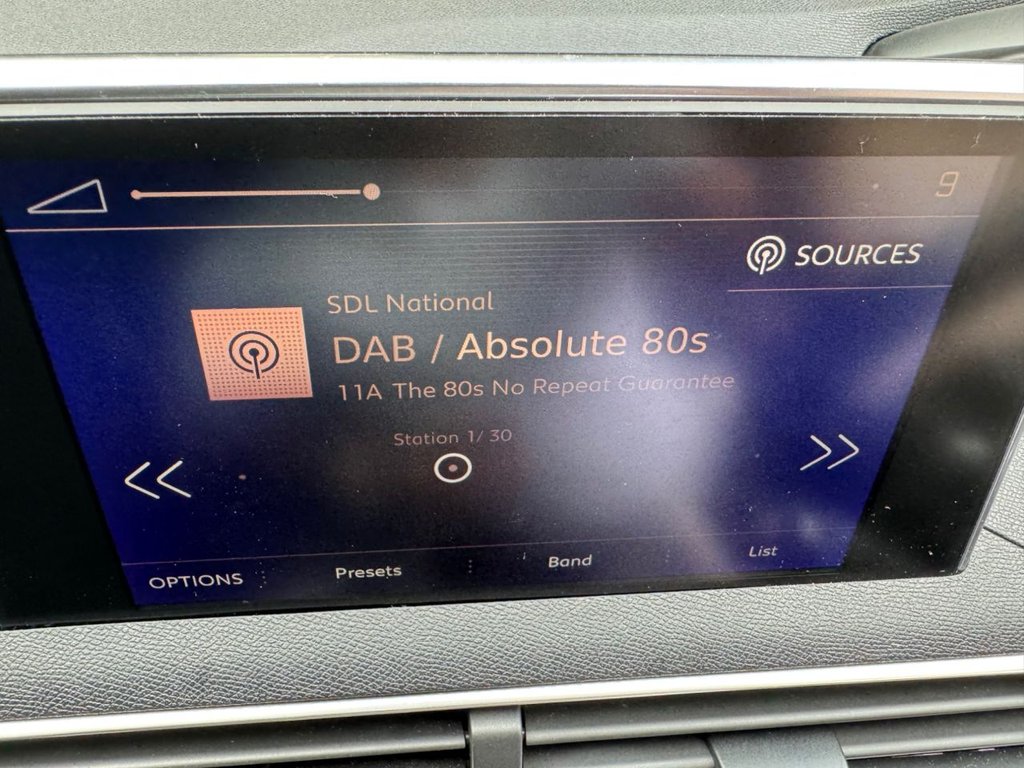 9
SOURCES
SDL National
DAB / Absolute 80s
11A The 80s No Repeat Guarantee
Station 1/ 30
OPTIONS Presets Band List